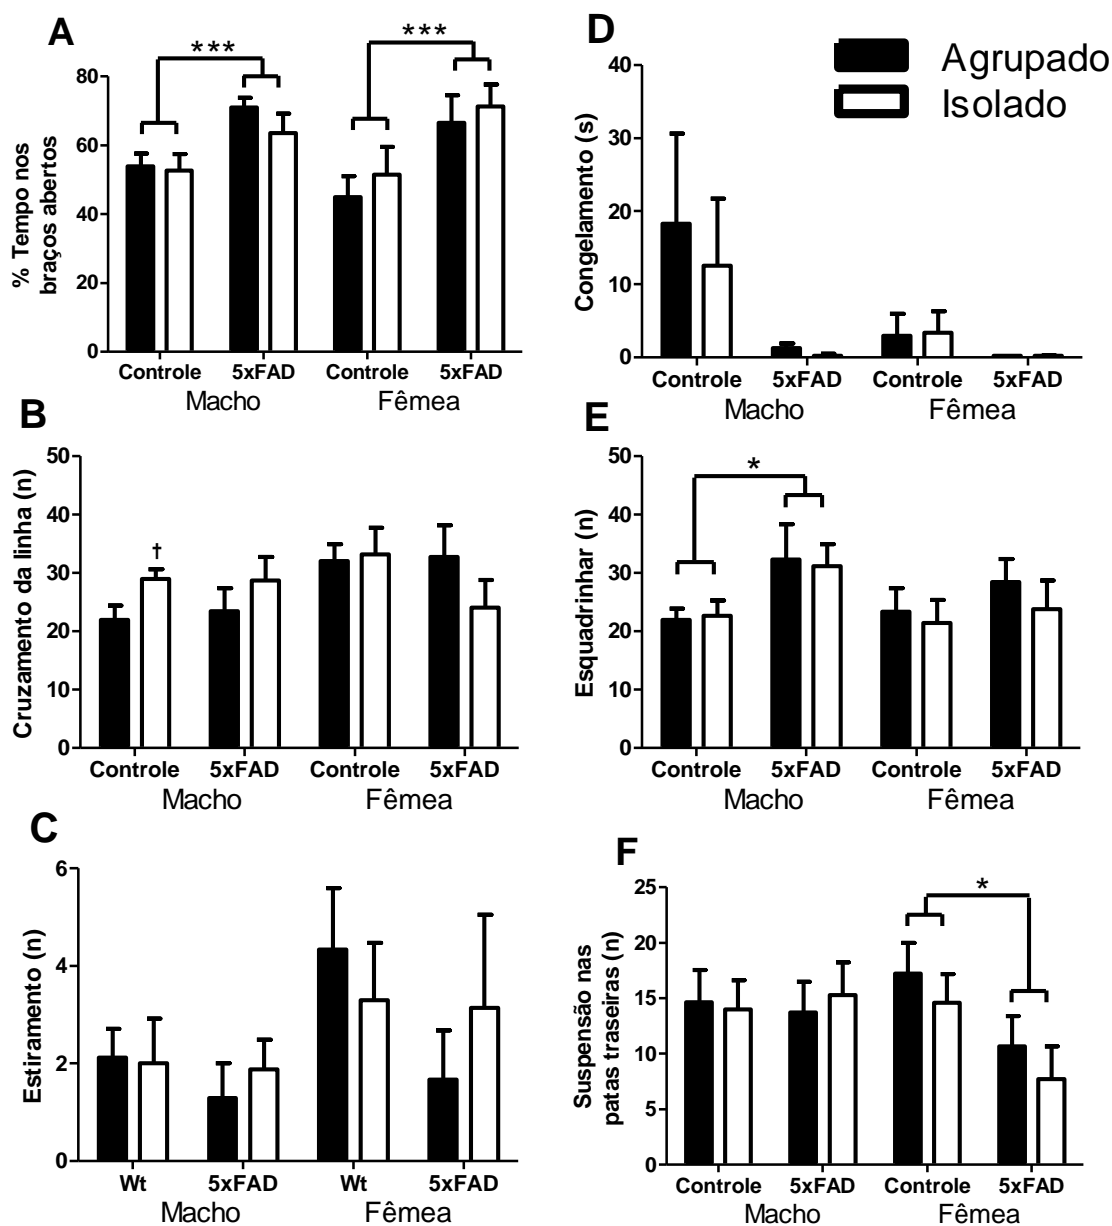 A
% Tempo nos
braços abertos
80
60
40
20
0
***
***
Controle 5xFAD Controle 5xFAD
Macho Fêmea
D
Agrupado
Isolado
Congelamento (s)
40
30
20
10
0
Controle 5xFAD Controle 5xFAD
Macho Fêmea
B
Cruzamento da linha (n)
50
40
30
20
10
0
†
Controle 5xFAD Controle 5xFAD
Macho Fêmea
E
Esquadrinhar (n)
50
40
30
20
10
0
*
Controle 5xFAD Controle 5xFAD
Macho Fêmea
C
Estiramento (n)
6
4
2
0
Wt 5xFAD Wt 5xFAD
Macho Fêmea
F
Suspensão nas
patas traseiras (n)
25
20
15
10
5
0
*
Controle 5xFAD Controle 5xFAD
Macho Fêmea